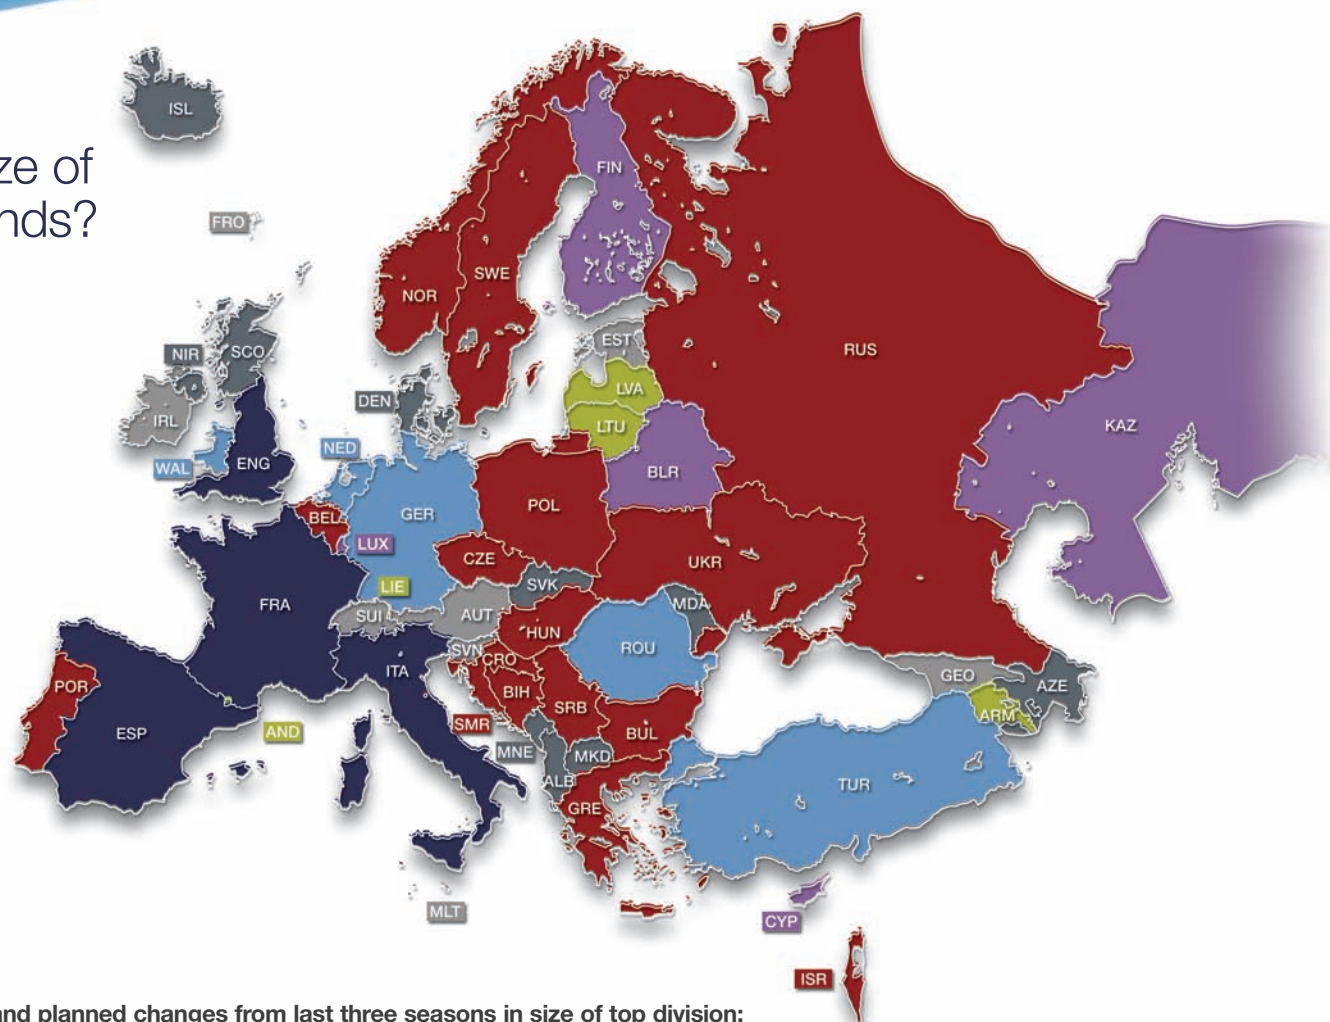 ze of
nds?
ISL
FRO
FIN
SWE
NOR
RUS
NIR
SCO
EST
LVA
DEN
LTU
IRL
KAZ
NED
WAL
ENG
BLR
GER
POL
BEL
LUX
CZE
UKR
LIE
SVK
FRA
SUI
AUT
MDA
HUN
ROU
SVN
CRO
ITA
GEO
POR
BIH
AZE
SRB
ARM
SMR
ESP
AND
BUL
MNE
MKD
ALB
TUR
GRE
MLT
CYP
ISR
and planned changes from last three seasons in size of top division: